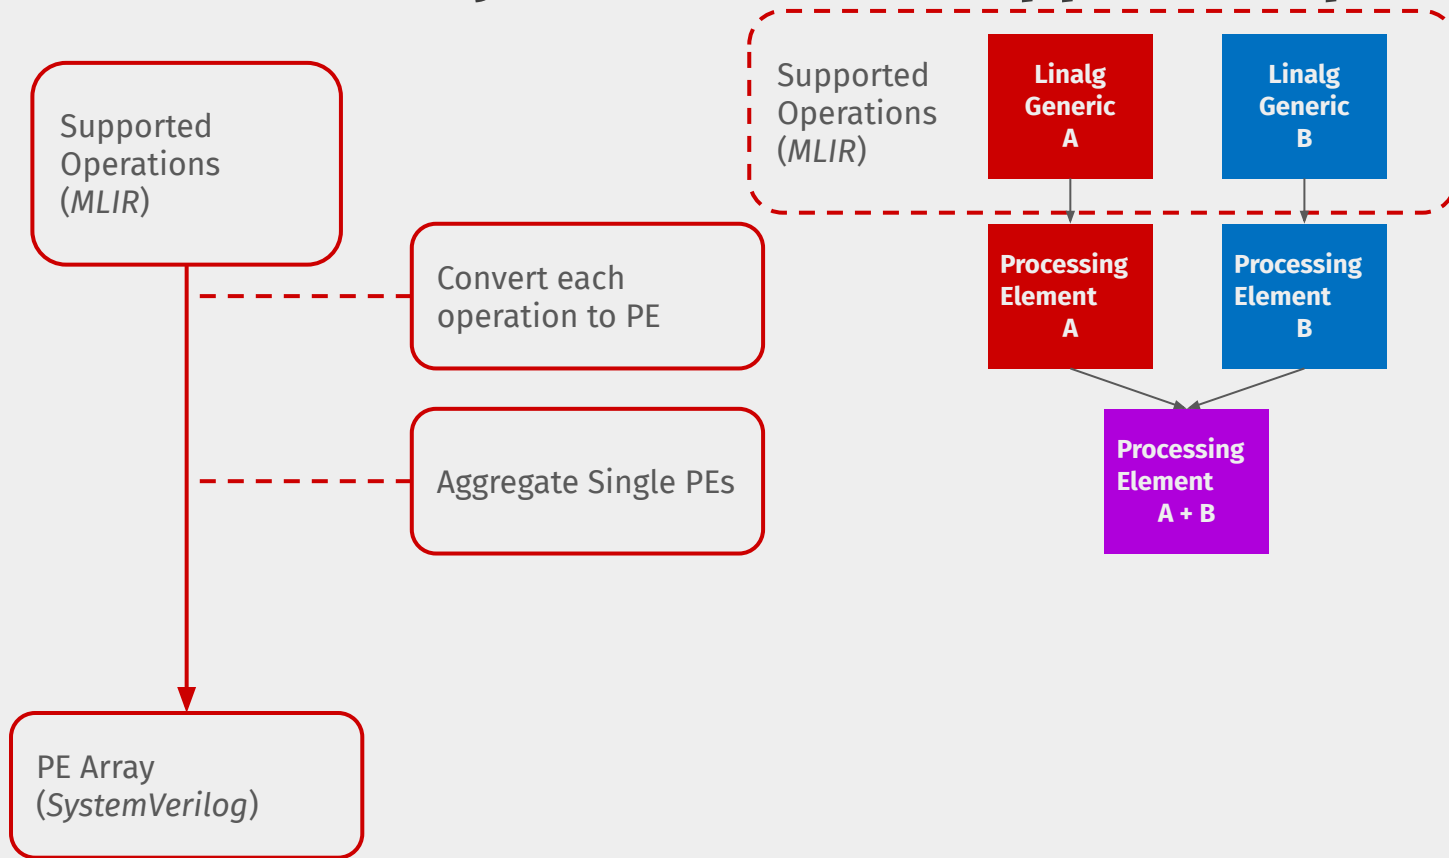 Supported
Operations
(MLIR)
Convert each
operation to PE
Aggregate Single PEs
PE Array
(SystemVerilog)
Supported
Operations
(MLIR)
Linalg
Generic
A
Linalg
Generic
B
Processing
Element
A
Processing
Element
B
Processing
Element
A + B